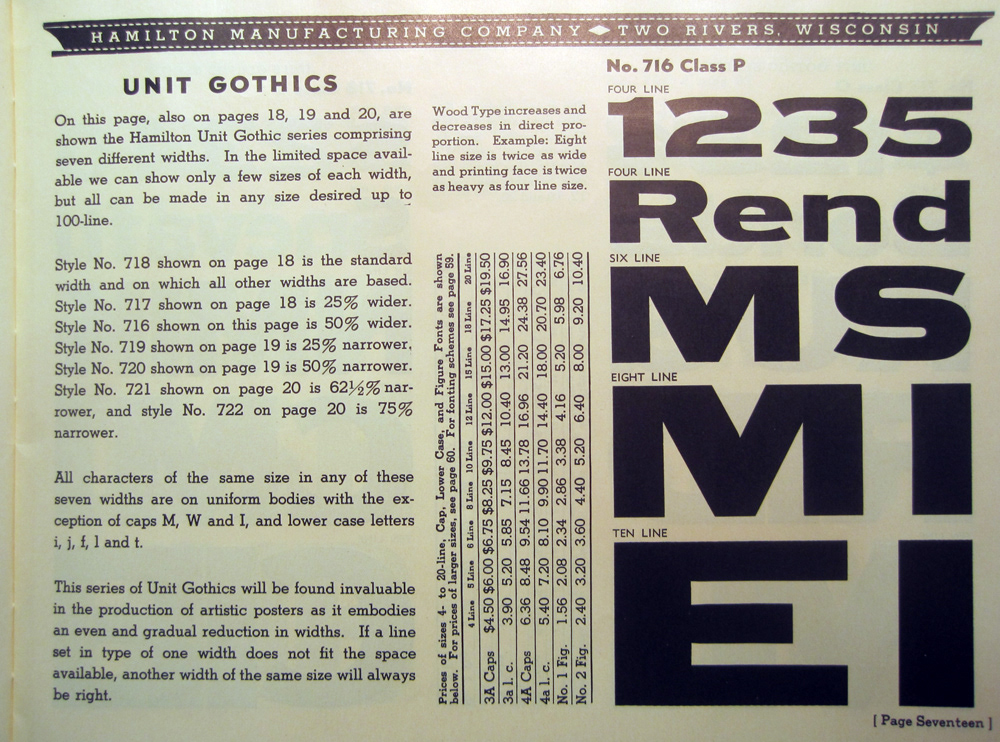 HAMILTON MANUFACTURING COMPANY ◆ TWO RIVERS, WISCONSIN
UNIT GOTHICS
On this page, also on pages 18, 19 and 20, are
shown the Hamilton Unit Gothic series comprising
seven different widths. In the limited space avail-
able we can show only a few sizes of each width,
but all can be made in any size desired up to
100-line.
Style No. 718 shown on page 18 is the standard
width and on which all other widths are based.
Style No. 717 shown on page 18 is 25% wider.
Style No. 716 shown on this page is 50% wider.
Style No. 719 shown on page 19 is 25% narrower.
Style No. 720 shown on page 19 is 50% narrower.
Style No. 721 shown on page 20 is 62½% nar-
rower, and style No. 722 on page 20 is 75%
narrower.
All characters of the same size in any of these
seven widths are on uniform bodies with the ex-
ception of caps M, W and I, and lower case letters
i, j, f, l and t.
This series of Unit Gothics will be found invaluable
in the production of artistic posters as it embodies
an even and gradual reduction in widths. If a line
set in type of one width does not fit the space
available, another width of the same size will always
be right.
Wood Type increases and
decreases in direct pro-
portion. Example: Eight
line size is twice as wide
and printing face is twice
as heavy as four line size.
Prices of sizes 4- to 20-line, Cap, Lower Case, and Figure Fonts are shown
below. For prices of larger sizes, see page 60. For fonting schemes see page 59.
4 Line 5 Line 6 Line 8 Line 10 Line 12 Line 15 Line 18 Line 20 Line
3A Caps $4.50 $6.00 $6.75 $8.25 $9.75 $12.00 $15.00 $17.25 $19.50
3a l. c. 3.90 5.20 5.85 7.15 8.45 10.40 13.00 14.95 16.90
4A Caps 6.36 8.48 9.54 11.66 13.78 16.96 21.20 24.38 27.56
4a l. c. 5.40 7.20 8.10 9.90 11.70 14.40 18.00 20.70 23.40
No. 1 Fig. 1.56 2.08 2.34 2.86 3.38 4.16 5.20 5.98 6.76
No. 2 Fig. 2.40 3.20 3.60 4.40 5.20 6.40 8.00 9.20 10.40
No. 716 Class P
FOUR LINE
1235
FOUR LINE
Rend
SIX LINE
MS
EIGHT LINE
MI
TEN LINE
EI
[ Page Seventeen ]